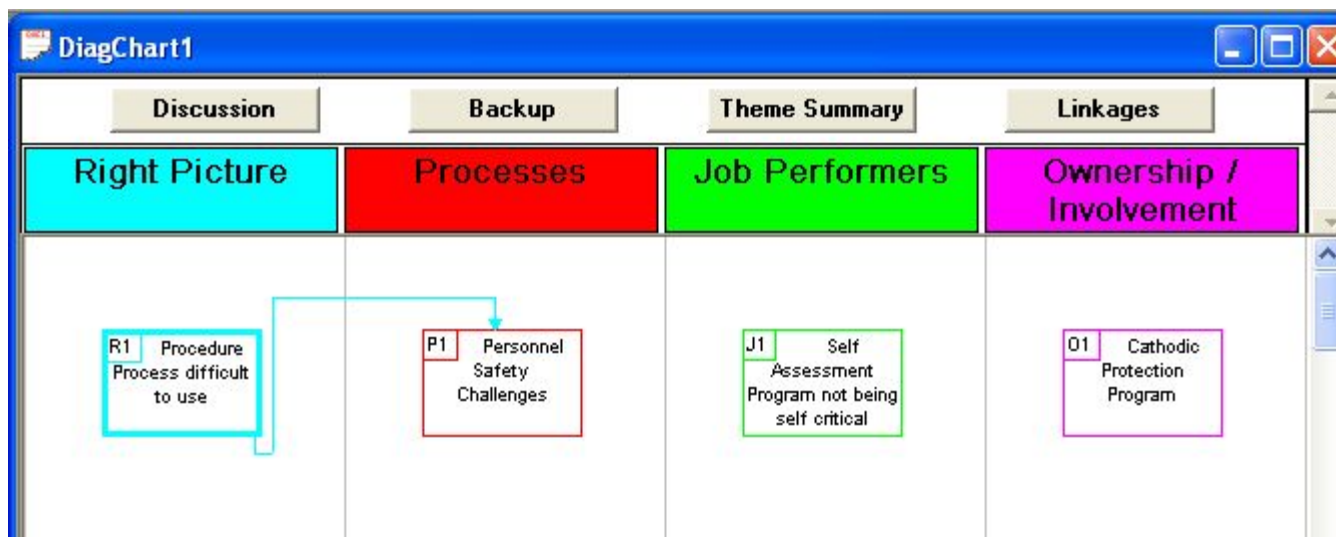 DiagChart1
Discussion
Backup
Theme Summary
Linkages
Right Picture
Processes
Job Performers
Ownership /
Involvement
R1 Procedure
Process difficult
to use
P1 Personnel
Safety
Challenges
J1 Self
Assessment
Program not being
self critical
O1 Cathodic
Protection
Program